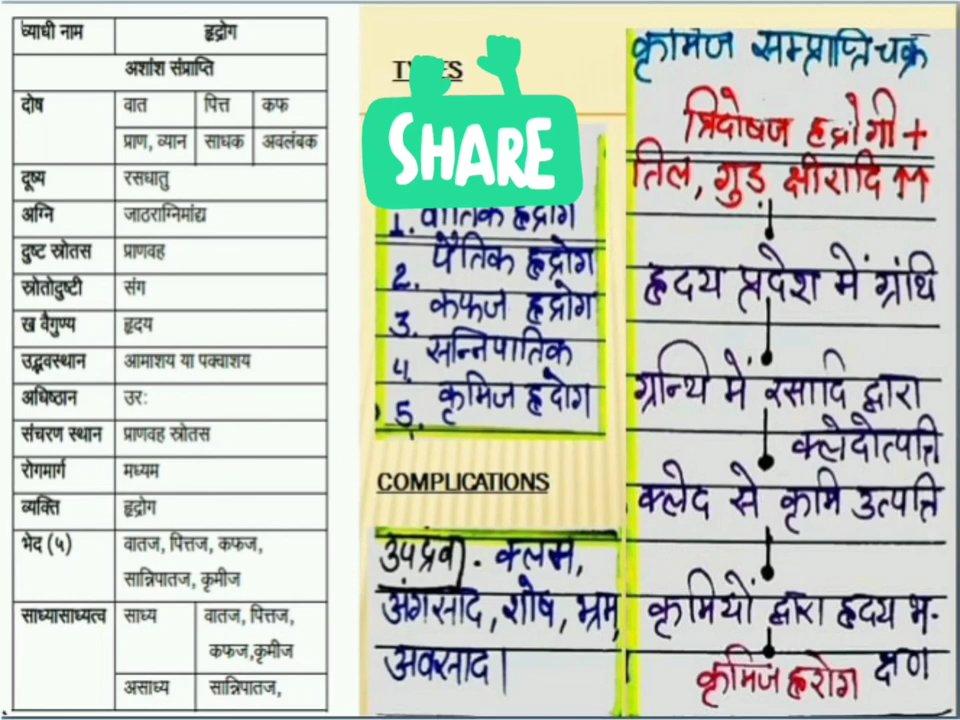 व्याधी नाम हृद्रोग
अशांश संप्राप्ति
दोष वात पित्त कफ
प्राण, व्यान साधक अवलंबक
दूष्य रसधातु
अग्नि जाठराग्निमांद्य
दुष्ट स्रोतस प्राणवह
स्रोतोदुष्टी संग
ख वैगुण्य हृदय
उद्भवस्थान आमाशय या पक्वाशय
अधिष्ठान उर:
संचरण स्थान प्राणवह स्रोतस
रोगमार्ग मध्यम
व्यक्ति हृद्रोग
भेद (५) वातज, पित्तज, कफज,
सान्निपातज, कृमीज
साध्यासाध्यत्व साध्य वातज, पित्तज,
कफज,कृमीज
असाध्य सान्निपातज,
SHARE
1. वातिक हृद्रोग
2. पैतिक हृद्रोग
3. कफज हृद्रोग
4. सन्निपातिक
5. कृमिज हृदोग
COMPLICATIONS
उपद्रव - क्लम,
अंगसाद, शोष, भ्रम,
अवसाद।
कृमिज सम्प्राप्ति चक्र
त्रिदोषज हृद्रोगी +
तिल, गुड़ क्षीरादि
हृदय प्रदेश में ग्रंथि
ग्रन्थि में रसादि द्वारा
क्लेदोत्पत्ति
क्लेद से कृमि उत्पत्ति
कृमियों द्वारा हृदय भ-
क्षण
कृमिज हृरोग